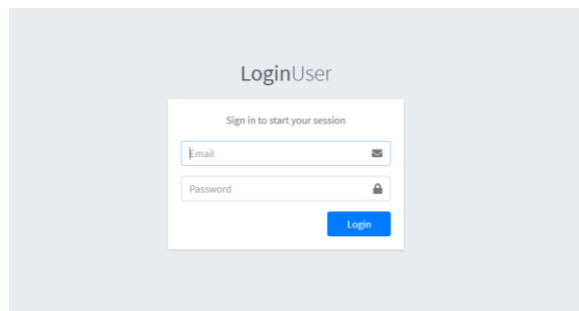 LoginUser
Sign in to start your session
Email
Password
Login